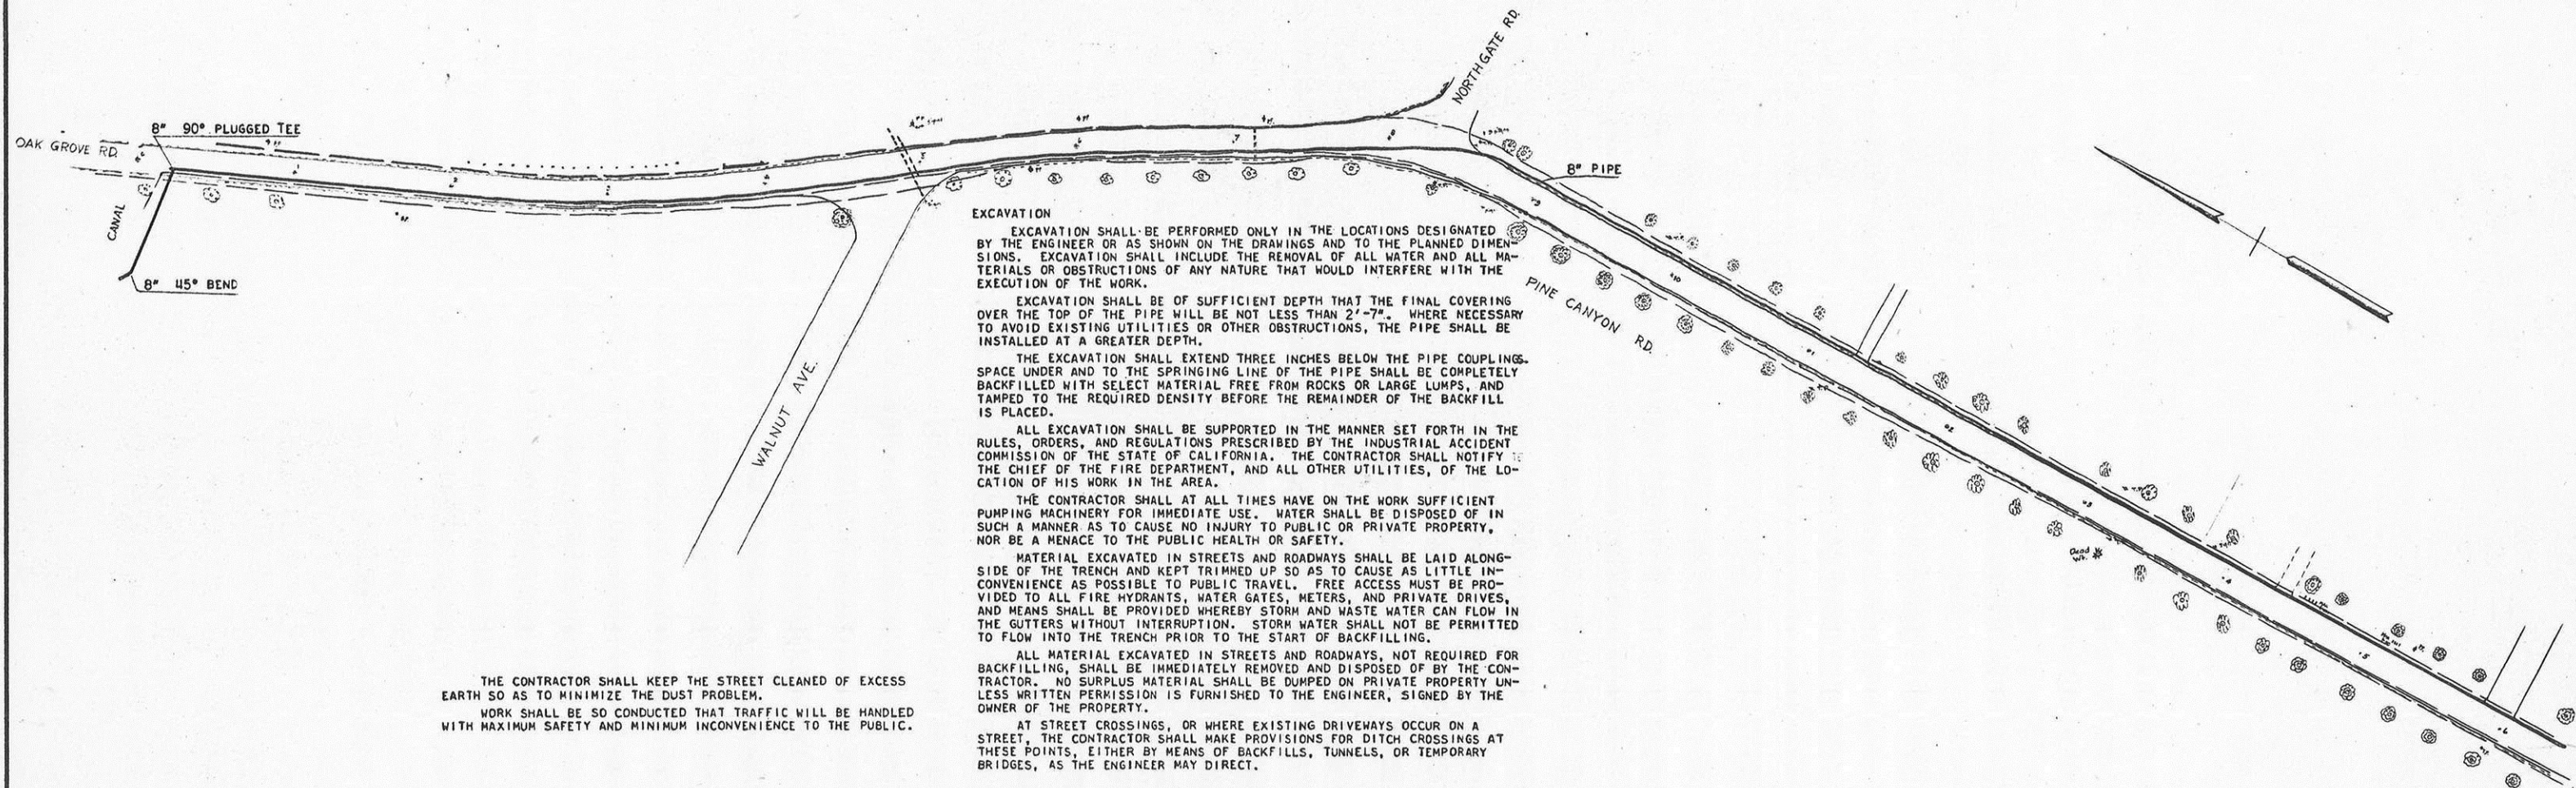 NORTHGATE RD.
8" 90° PLUGGED TEE
OAK GROVE RD.
8" PIPE
CANAL
8" 45° BEND
PINE CANYON RD.
WALNUT AVE.
EXCAVATION
EXCAVATION SHALL BE PERFORMED ONLY IN THE LOCATIONS DESIGNATED
BY THE ENGINEER OR AS SHOWN ON THE DRAWINGS AND TO THE PLANNED DIMEN-
SIONS. EXCAVATION SHALL INCLUDE THE REMOVAL OF ALL WATER AND ALL MA-
TERIALS OR OBSTRUCTIONS OF ANY NATURE THAT WOULD INTERFERE WITH THE
EXECUTION OF THE WORK.
EXCAVATION SHALL BE OF SUFFICIENT DEPTH THAT THE FINAL COVERING
OVER THE TOP OF THE PIPE WILL BE NOT LESS THAN 2'-7". WHERE NECESSARY
TO AVOID EXISTING UTILITIES OR OTHER OBSTRUCTIONS, THE PIPE SHALL BE
INSTALLED AT A GREATER DEPTH.
THE EXCAVATION SHALL EXTEND THREE INCHES BELOW THE PIPE COUPLINGS.
SPACE UNDER AND TO THE SPRINGING LINE OF THE PIPE SHALL BE COMPLETELY
BACKFILLED WITH SELECT MATERIAL FREE FROM ROCKS OR LARGE LUMPS, AND
TAMPED TO THE REQUIRED DENSITY BEFORE THE REMAINDER OF THE BACKFILL
IS PLACED.
ALL EXCAVATION SHALL BE SUPPORTED IN THE MANNER SET FORTH IN THE
RULES, ORDERS, AND REGULATIONS PRESCRIBED BY THE INDUSTRIAL ACCIDENT
COMMISSION OF THE STATE OF CALIFORNIA. THE CONTRACTOR SHALL NOTIFY
THE CHIEF OF THE FIRE DEPARTMENT, AND ALL OTHER UTILITIES, OF THE LO-
CATION OF HIS WORK IN THE AREA.
THE CONTRACTOR SHALL AT ALL TIMES HAVE ON THE WORK SUFFICIENT
PUMPING MACHINERY FOR IMMEDIATE USE. WATER SHALL BE DISPOSED OF IN
SUCH A MANNER AS TO CAUSE NO INJURY TO PUBLIC OR PRIVATE PROPERTY,
NOR BE A MENACE TO THE PUBLIC HEALTH OR SAFETY.
MATERIAL EXCAVATED IN STREETS AND ROADWAYS SHALL BE LAID ALONG-
SIDE OF THE TRENCH AND KEPT TRIMMED UP SO AS TO CAUSE AS LITTLE IN-
CONVENIENCE AS POSSIBLE TO PUBLIC TRAVEL. FREE ACCESS MUST BE PRO-
VIDED TO ALL FIRE HYDRANTS, WATER GATES, METERS, AND PRIVATE DRIVES,
AND MEANS SHALL BE PROVIDED WHEREBY STORM AND WASTE WATER CAN FLOW IN
THE GUTTERS WITHOUT INTERRUPTION. STORM WATER SHALL NOT BE PERMITTED
TO FLOW INTO THE TRENCH PRIOR TO THE START OF BACKFILLING.
ALL MATERIAL EXCAVATED IN STREETS AND ROADWAYS, NOT REQUIRED FOR
BACKFILLING, SHALL BE IMMEDIATELY REMOVED AND DISPOSED OF BY THE CON-
TRACTOR. NO SURPLUS MATERIAL SHALL BE DUMPED ON PRIVATE PROPERTY UN-
LESS WRITTEN PERMISSION IS FURNISHED TO THE ENGINEER, SIGNED BY THE
OWNER OF THE PROPERTY.
AT STREET CROSSINGS, OR WHERE EXISTING DRIVEWAYS OCCUR ON A
STREET, THE CONTRACTOR SHALL MAKE PROVISIONS FOR DITCH CROSSINGS AT
THESE POINTS, EITHER BY MEANS OF BACKFILLS, TUNNELS, OR TEMPORARY
BRIDGES, AS THE ENGINEER MAY DIRECT.
THE CONTRACTOR SHALL KEEP THE STREET CLEANED OF EXCESS
EARTH SO AS TO MINIMIZE THE DUST PROBLEM.
WORK SHALL BE SO CONDUCTED THAT TRAFFIC WILL BE HANDLED
WITH MAXIMUM SAFETY AND MINIMUM INCONVENIENCE TO THE PUBLIC.